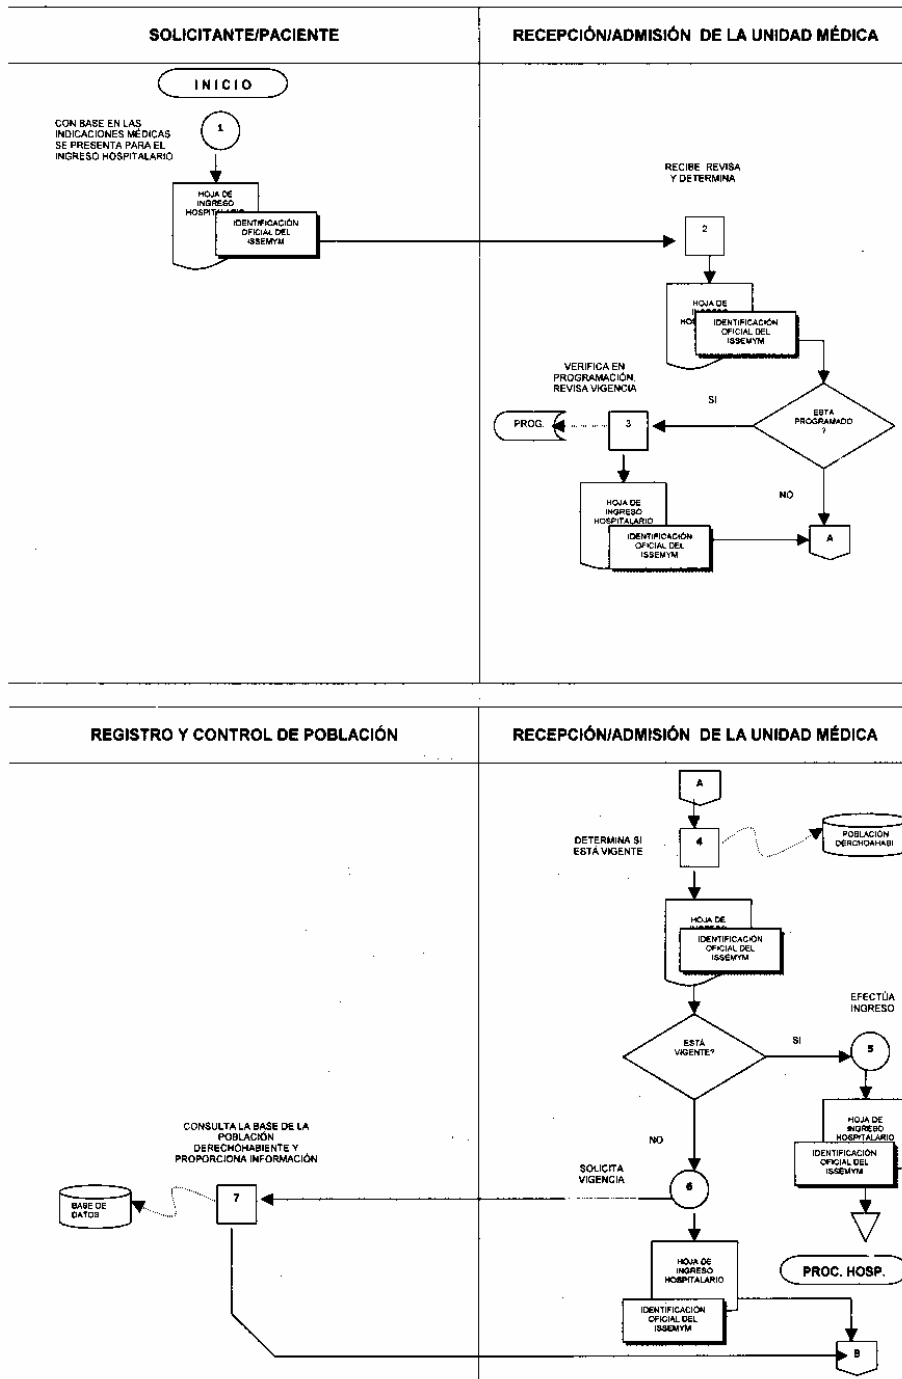 SOLICITANTE/PACIENTE
RECEPCIÓN/ADMISIÓN DE LA UNIDAD MÉDICA
INICIO
CON BASE EN LAS
INDICACIONES MÉDICAS
SE PRESENTA PARA EL
INGRESO HOSPITALARIO
1
HOJA DE
INGRESO
HOSPITALARIO
IDENTIFICACIÓN
OFICIAL DEL
ISSEMYM
RECIBE REVISA
Y DETERMINA
2
HOJA DE
IDENTIFICACIÓN
OFICIAL DEL
ISSEMYM
VERIFICA EN
PROGRAMACIÓN,
REVISA VIGENCIA
SI
ESTA
PROGRAMADO
?
PROG.
3
NO
HOJA DE
INGRESO
HOSPITALARIO
IDENTIFICACIÓN
OFICIAL DEL
ISSEMYM
A
REGISTRO Y CONTROL DE POBLACIÓN
RECEPCIÓN/ADMISIÓN DE LA UNIDAD MÉDICA
A
DETERMINA SI
ESTÁ VIGENTE
4
POBLACIÓN
DERCHOAHABI
HOJA DE
INGRESO
IDENTIFICACIÓN
OFICIAL DEL
ISSEMYM
EFECTÚA
INGRESO
ESTÁ
VIGENTE?
SI
5
HOJA DE
INGRESO
HOSPITALARIO
IDENTIFICACIÓN
OFICIAL DEL
ISSEMYM
NO
CONSULTA LA BASE DE LA
POBLACIÓN
DERECHOHABIENTE Y
PROPORCIONA INFORMACIÓN
SOLICITA
VIGENCIA
6
7
BASE DE
DATOS
HOJA DE
INGRESO
HOSPITALARIO
IDENTIFICACIÓN
OFICIAL DEL
ISSEMYM
PROC. HOSP.
B